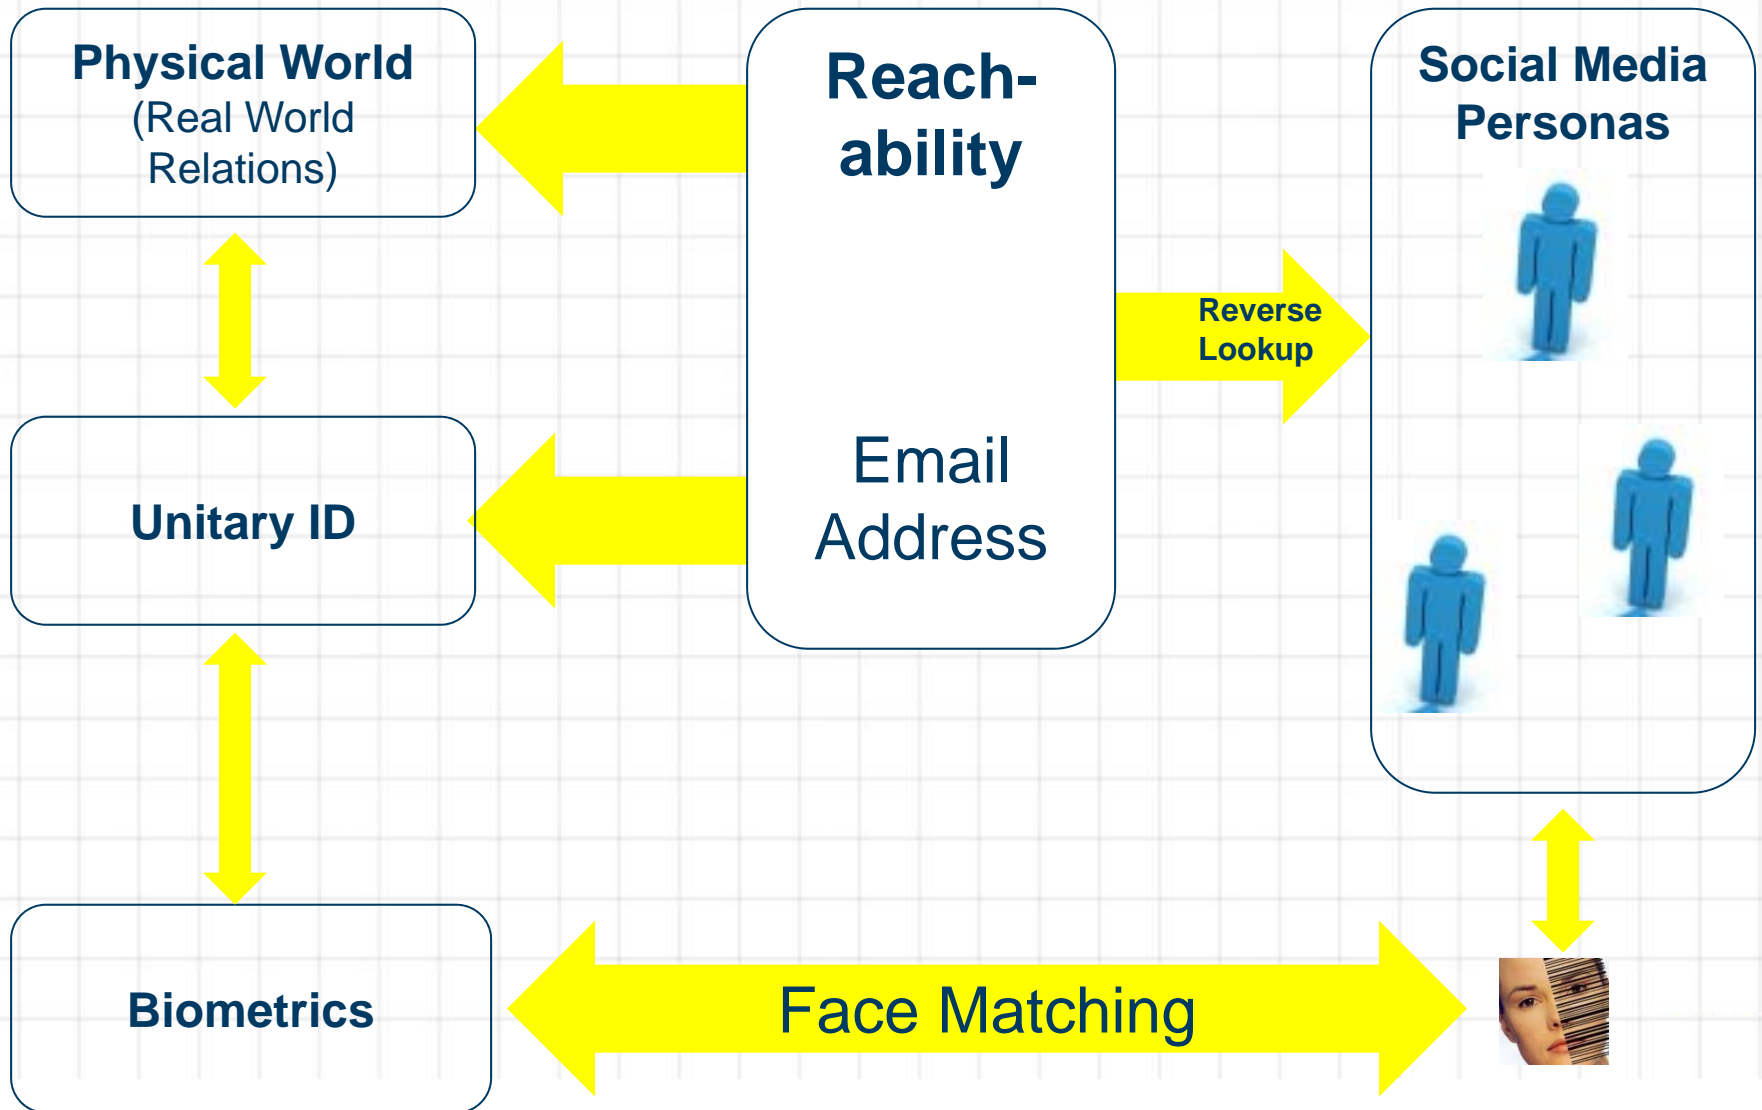 Physical World
(Real World
Relations)
Reach-
ability
Social Media
Personas
Reverse
Lookup
Email
Address
Unitary ID
Biometrics
Face Matching